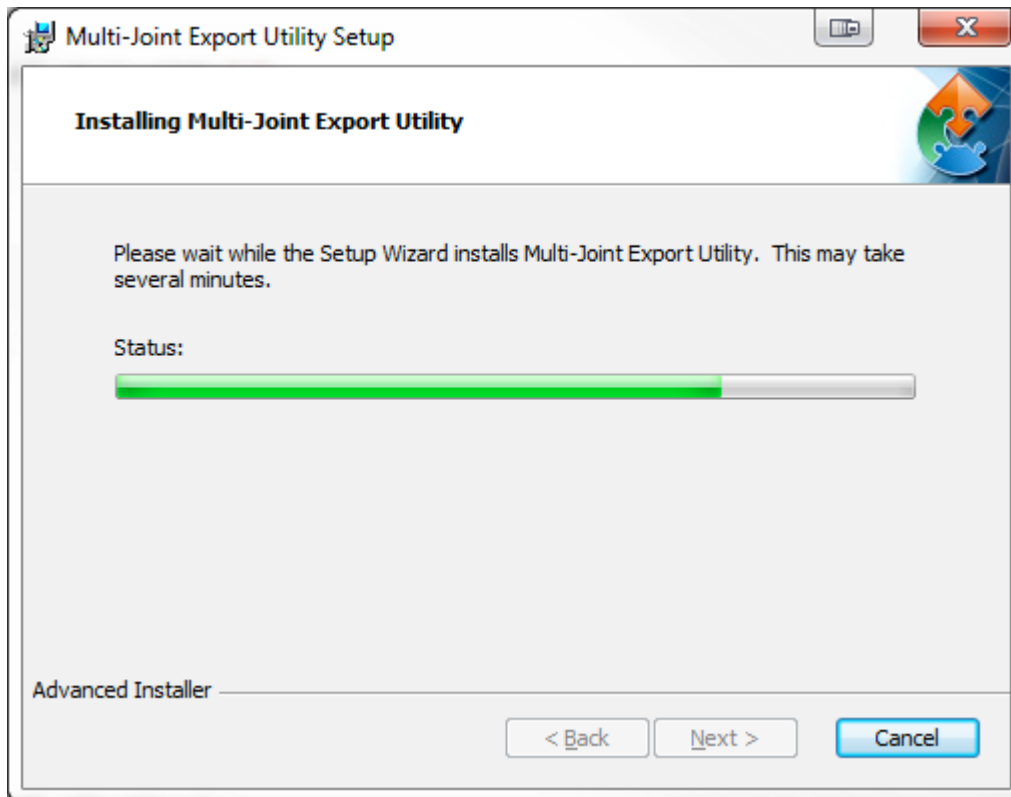 Multi-Joint Export Utility Setup
Installing Multi-Joint Export Utility
Please wait while the Setup Wizard installs Multi-Joint Export Utility.  This may take
several minutes.
Status:
Advanced Installer
< Back
Next >
Cancel